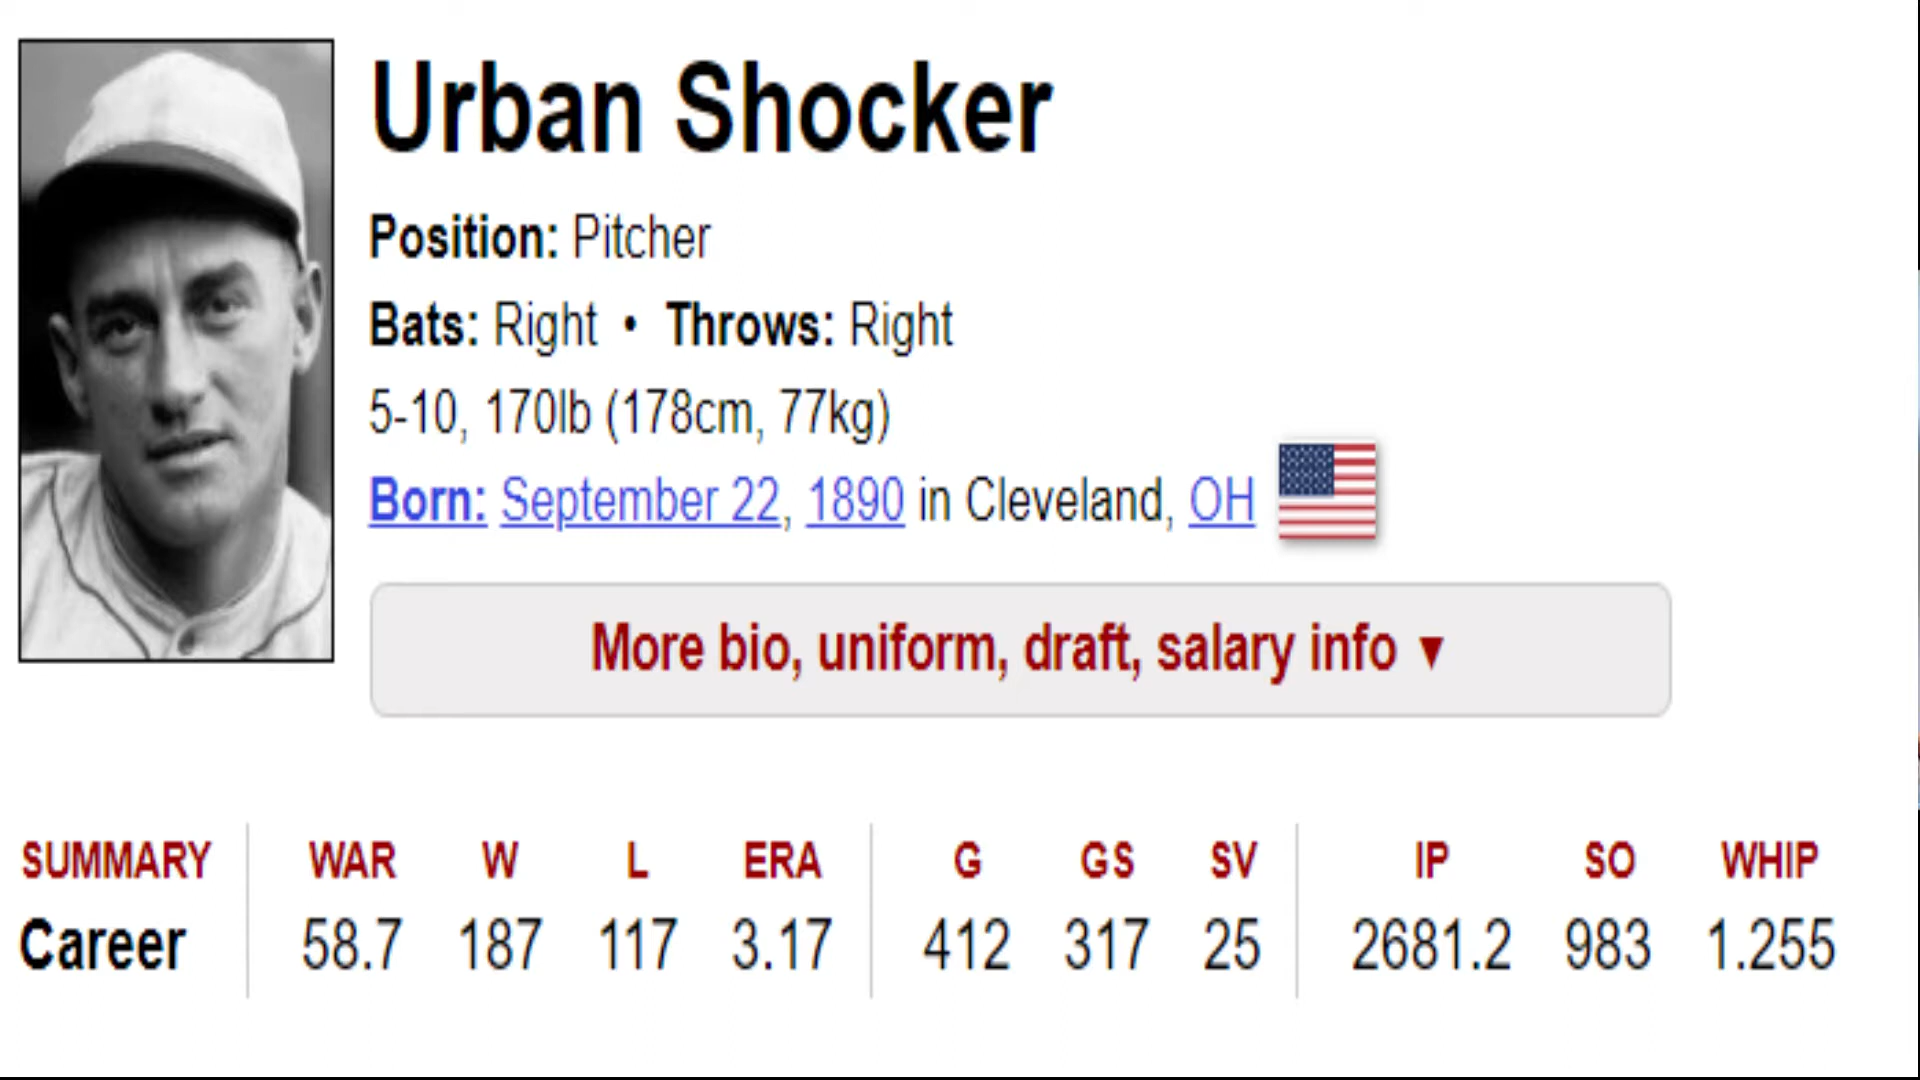 Urban Shocker
Position: Pitcher
Bats: Right • Throws: Right
5-10, 170lb (178cm, 77kg)
Born: September 22, 1890 in Cleveland, OH
More bio, uniform, draft, salary info ▼
SUMMARY WAR W L ERA G GS SV IP SO WHIP
Career 58.7 187 117 3.17 412 317 25 2681.2 983 1.255